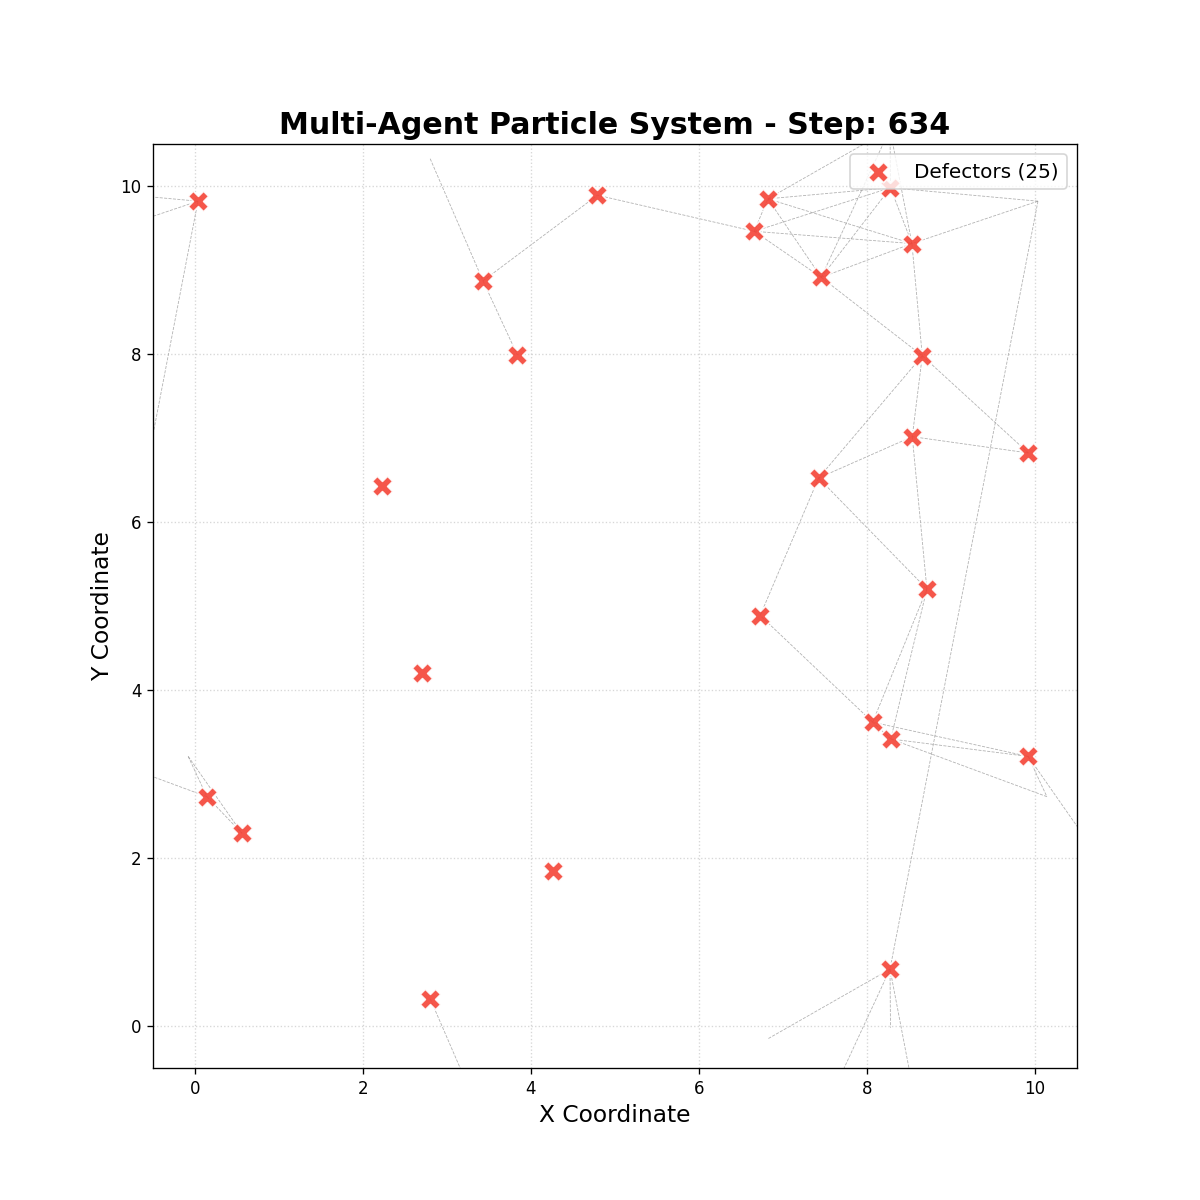 Multi-Agent Particle System - Step: 634
Defectors (25)
10
8
6
4
2
0
Y Coordinate
0 2 4 6 8 10
X Coordinate